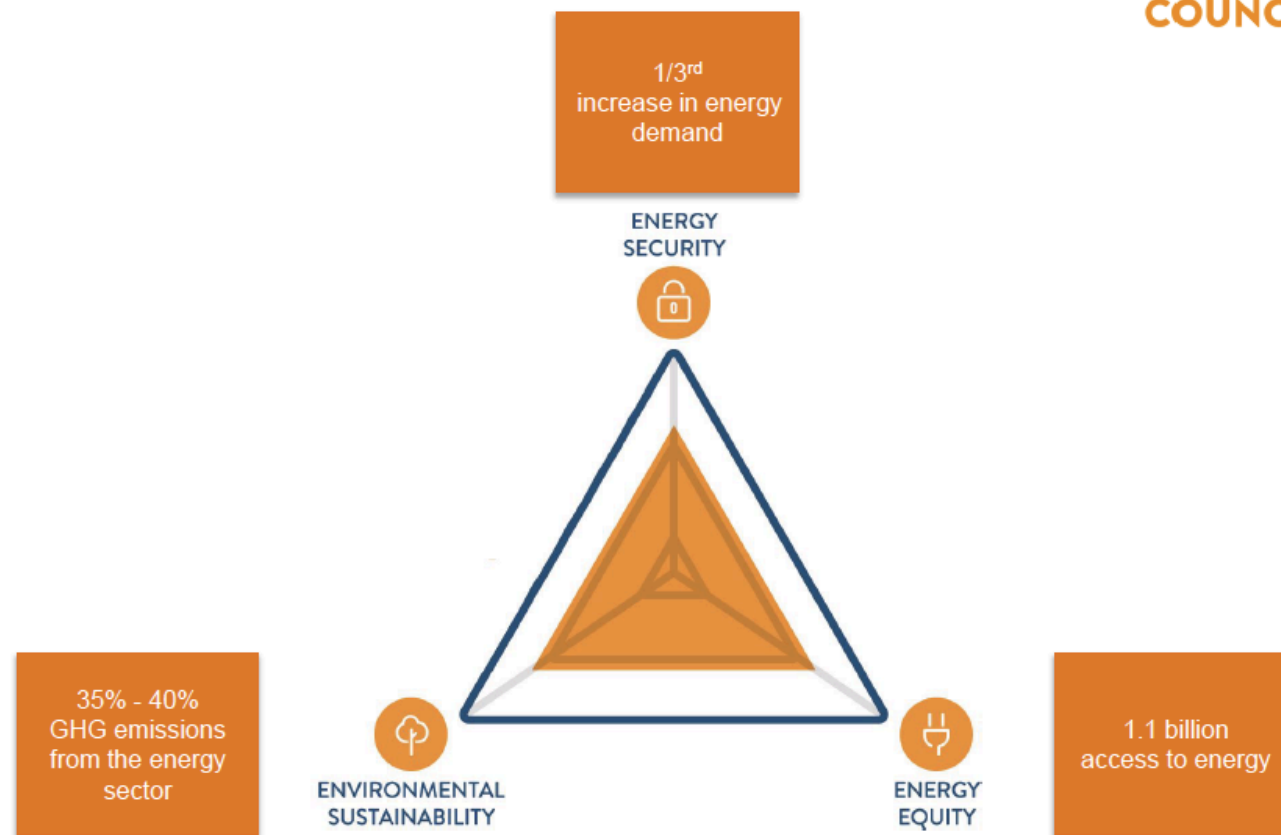 1/3rd
increase in energy
demand
ENERGY
SECURITY
35% - 40%
GHG emissions
from the energy
sector
ENVIRONMENTAL
SUSTAINABILITY
ENERGY
EQUITY
1.1 billion
access to energy